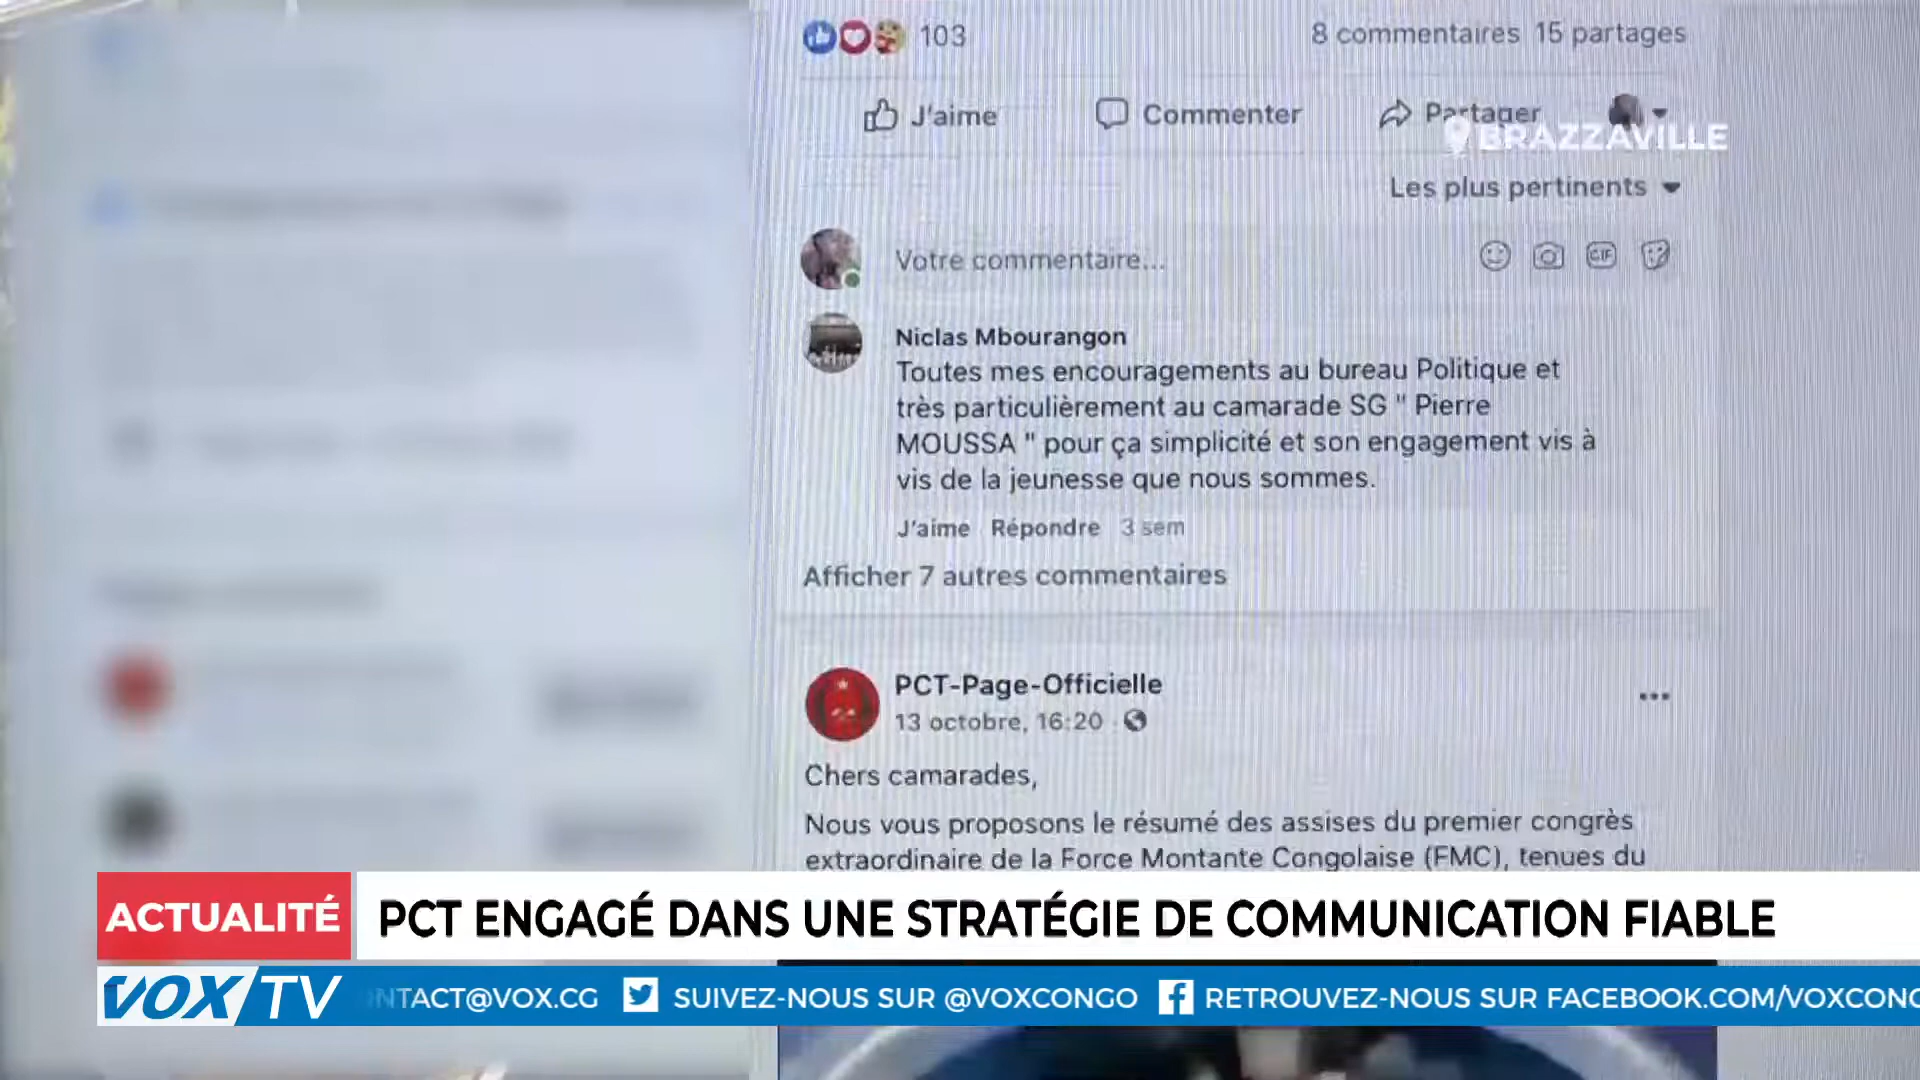 103
8 commentaires 15 partages
J'aime
Commenter
Partager
BRAZZAVILLE
Les plus pertinents
Votre commentaire...
GIF
Niclas Mbourangon
Toutes mes encouragements au bureau Politique et
très particulièrement au camarade SG " Pierre
MOUSSA " pour ça simplicité et son engagement vis à
vis de la jeunesse que nous sommes.
J'aime Répondre 3 sem
Afficher 7 autres commentaires
PCT-Page-Officielle
13 octobre, 16:20
Chers camarades,
Nous vous proposons le résumé des assises du premier congrès
extraordinaire de la Force Montante Congolaise (FMC), tenues du
ACTUALITÉ
PCT ENGAGÉ DANS UNE STRATÉGIE DE COMMUNICATION FIABLE
VOX TV
NTACT@VOX.CG
SUIVEZ-NOUS SUR @VOXCONGO
RETROUVEZ-NOUS SUR FACEBOOK.COM/VOXCONG